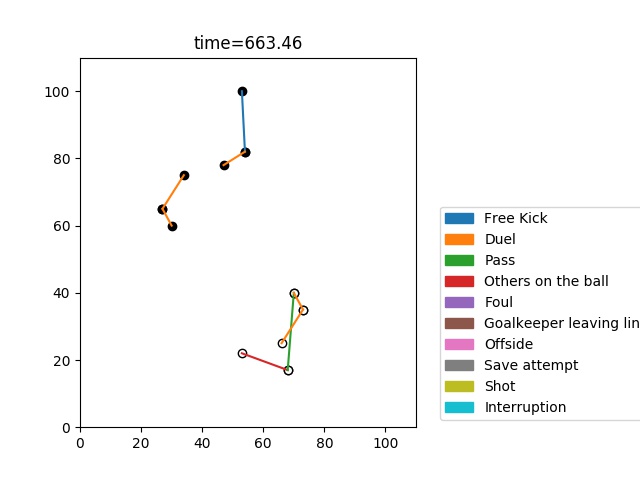 time=663.46
100
80
60
40
20
0
0 20 40 60 80 100
Free Kick
Duel
Pass
Others on the ball
Foul
Goalkeeper leaving lin
Offside
Save attempt
Shot
Interruption